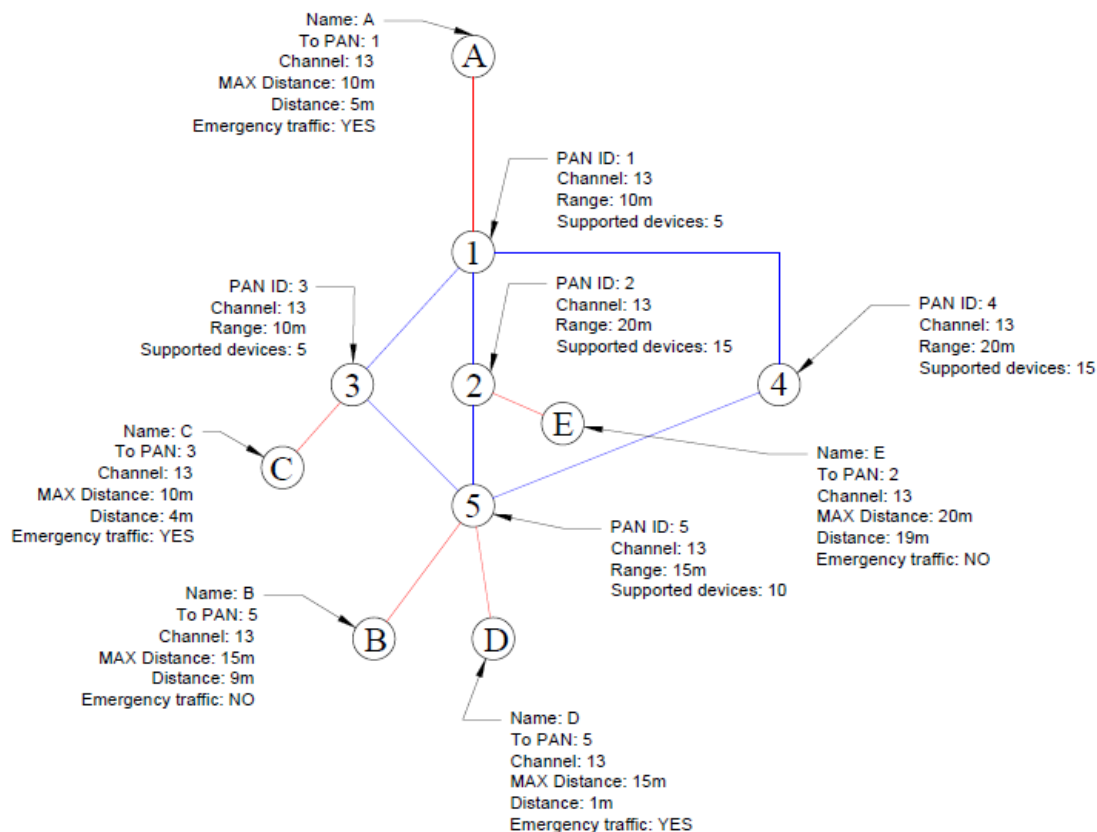 Name: A
To PAN: 1
Channel: 13
MAX Distance: 10m
Distance: 5m
Emergency traffic: YES
A
PAN ID: 1
Channel: 13
Range: 10m
Supported devices: 5
1
PAN ID: 3
Channel: 13
Range: 10m
Supported devices: 5
3
PAN ID: 2
Channel: 13
Range: 20m
Supported devices: 15
2
PAN ID: 4
Channel: 13
Range: 20m
Supported devices: 15
4
Name: C
To PAN: 3
Channel: 13
MAX Distance: 10m
Distance: 4m
Emergency traffic: YES
C
E
Name: E
To PAN: 2
Channel: 13
MAX Distance: 20m
Distance: 19m
Emergency traffic: NO
5
PAN ID: 5
Channel: 13
Range: 15m
Supported devices: 10
Name: B
To PAN: 5
Channel: 13
MAX Distance: 15m
Distance: 9m
Emergency traffic: NO
B
D
Name: D
To PAN: 5
Channel: 13
MAX Distance: 15m
Distance: 1m
Emergency traffic: YES